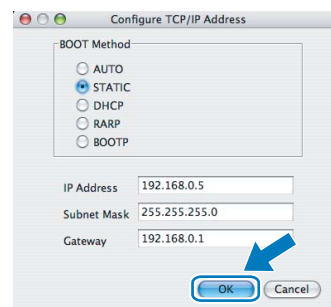 Configure TCP/IP Address
BOOT Method
AUTO
STATIC
DHCP
RARP
BOOTP
IP Address 192.168.0.5
Subnet Mask 255.255.255.0
Gateway 192.168.0.1
OK Cancel